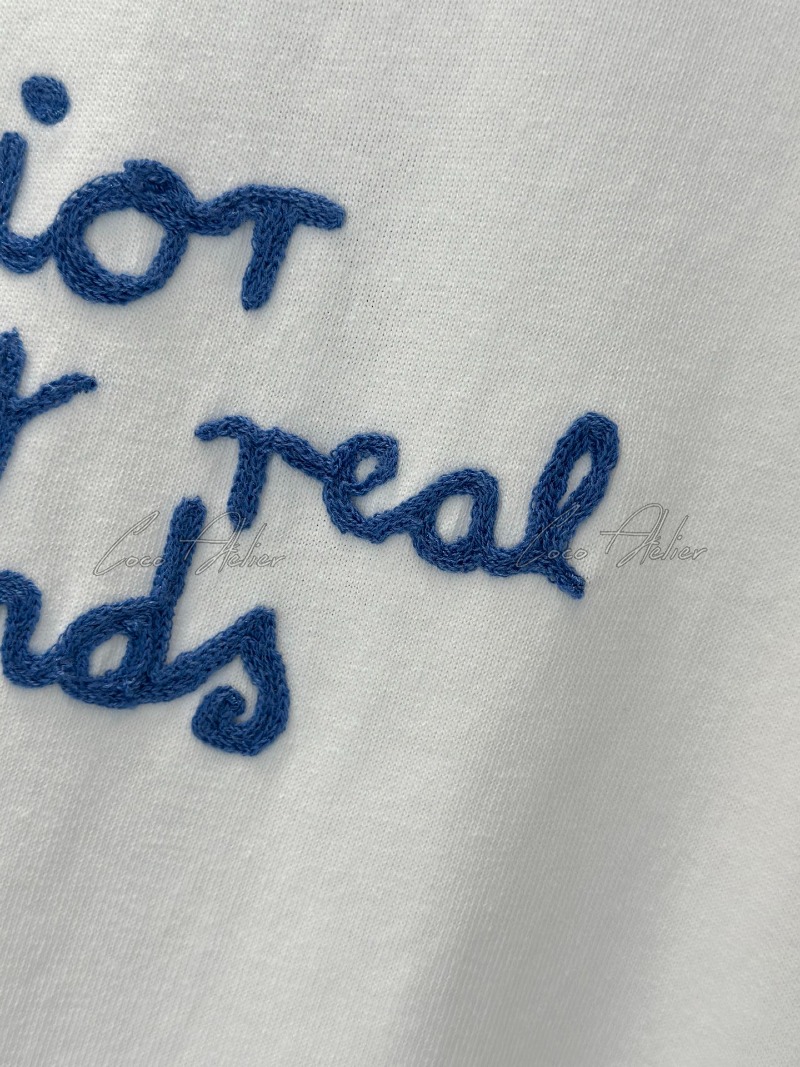 ior
r real
nds
Coco Atelier Coco Atelier